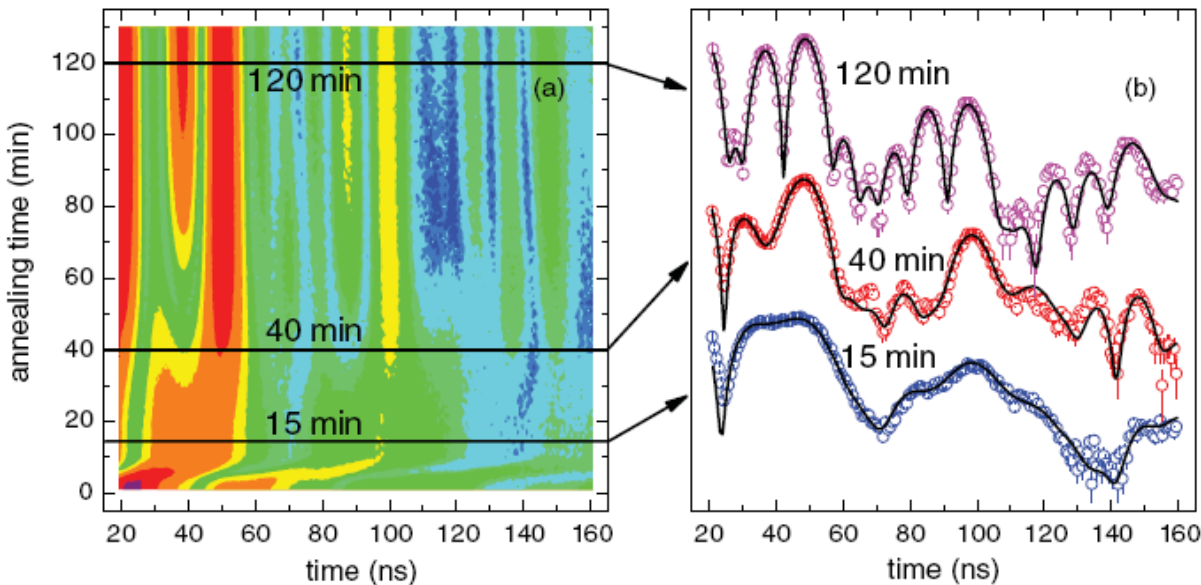 120
100
80
60
40
20
0
annealing time (min)
120 min
(a)
40 min
15 min
20 40 60 80 100 120 140 160
time (ns)
120 min
(b)
40 min
15 min
20 40 60 80 100 120 140 160
time (ns)